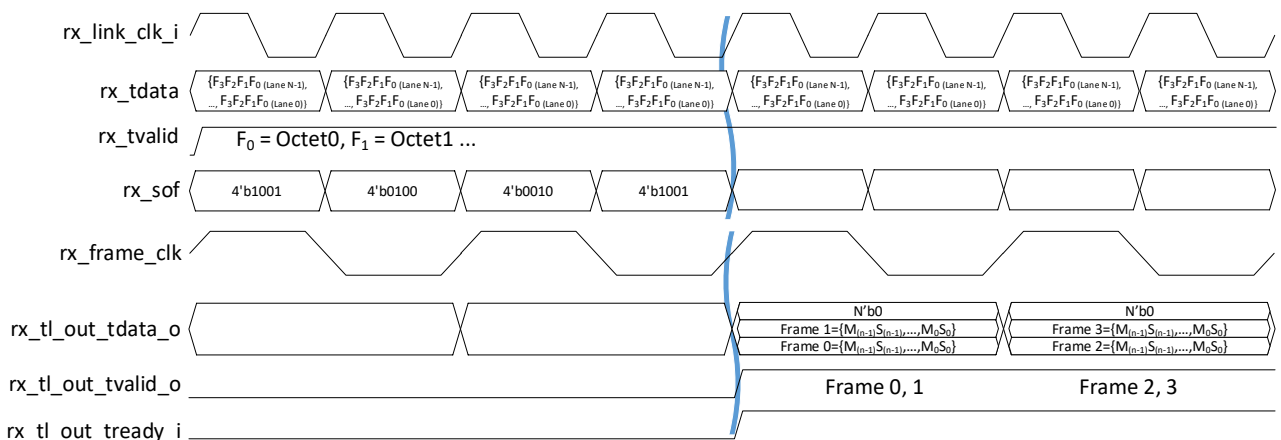 rx_link_clk_i
rx_tdata
{F₃F₂F₁F₀ (Lane N-1), {F₃F₂F₁F₀ (Lane N-1), {F₃F₂F₁F₀ (Lane N-1), {F₃F₂F₁F₀ (Lane N-1), {F₃F₂F₁F₀ (Lane N-1), {F₃F₂F₁F₀ (Lane N-1), {F₃F₂F₁F₀ (Lane N-1), {F₃F₂F₁F₀ (Lane N-1),
..., F₃F₂F₁F₀ (Lane 0)} ..., F₃F₂F₁F₀ (Lane 0)} ..., F₃F₂F₁F₀ (Lane 0)} ..., F₃F₂F₁F₀ (Lane 0)} ..., F₃F₂F₁F₀ (Lane 0)} ..., F₃F₂F₁F₀ (Lane 0)} ..., F₃F₂F₁F₀ (Lane 0)} ..., F₃F₂F₁F₀ (Lane 0)}
rx_tvalid F₀ = Octet0, F₁ = Octet1 ...
rx_sof 4'b1001 4'b0100 4'b0010 4'b1001
rx_frame_clk
rx_tl_out_tdata_o
N'b0 N'b0
Frame 1={M₍ₙ₋₁₎S₍ₙ₋₁₎,...,M₀S₀} Frame 3={M₍ₙ₋₁₎S₍ₙ₋₁₎,...,M₀S₀}
Frame 0={M₍ₙ₋₁₎S₍ₙ₋₁₎,...,M₀S₀} Frame 2={M₍ₙ₋₁₎S₍ₙ₋₁₎,...,M₀S₀}
rx_tl_out_tvalid_o Frame 0, 1 Frame 2, 3
rx_tl_out_tready_i